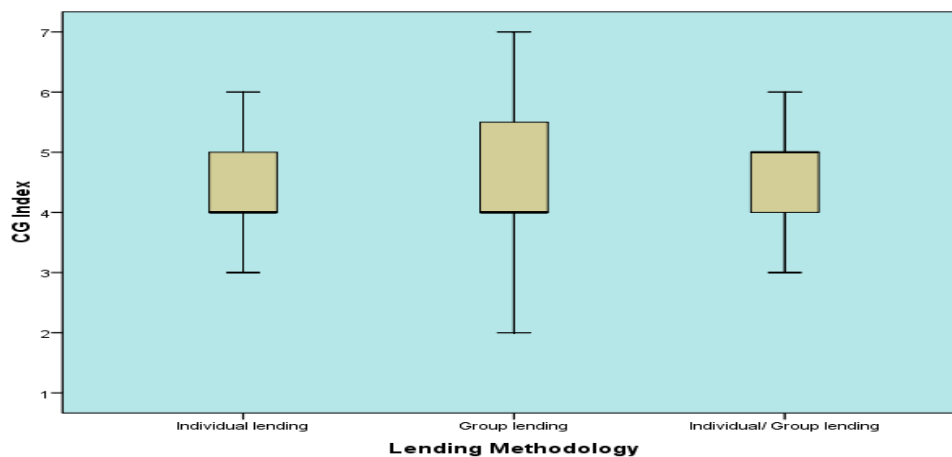 7
6
5
4
3
2
1
CG Index
Individual lending
Group lending
Individual/ Group lending
Lending Methodology